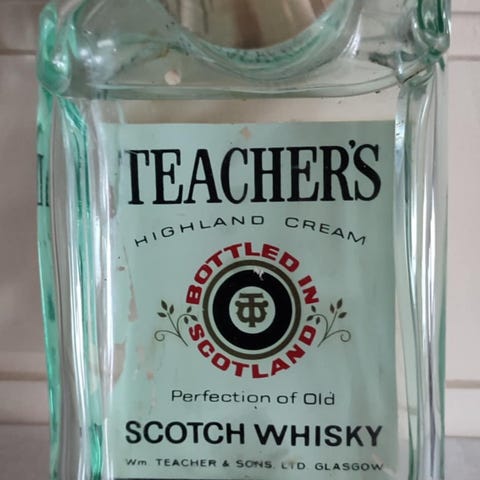 TEACHER'S
HIGHLAND CREAM
BOTTLED IN
SCOTLAND
Perfection of Old
SCOTCH WHISKY
Wm. TEACHER & SONS. LTD. GLASGOW